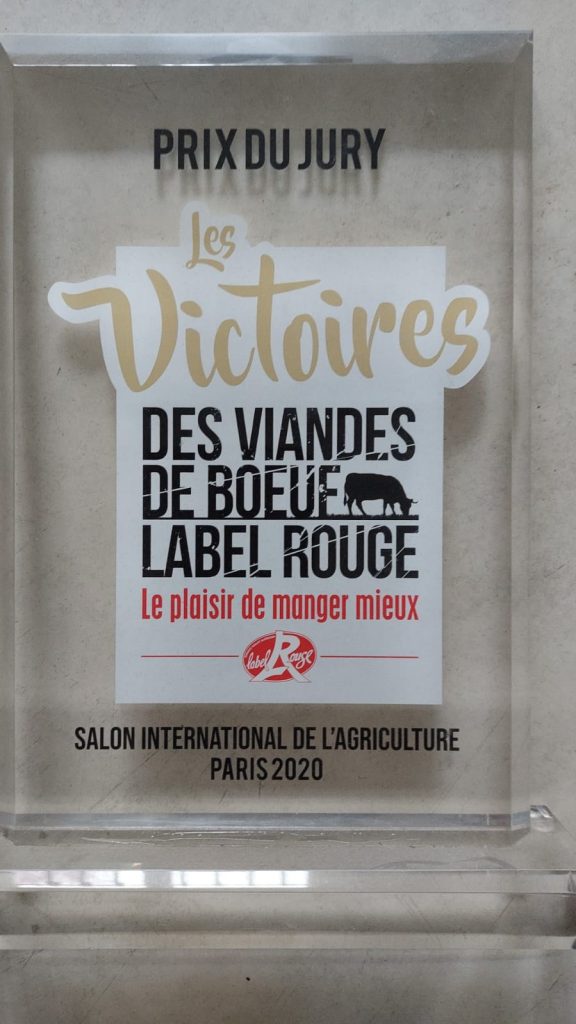 PRIX DU JURY
Les
Victoires
DES VIANDES
DE BOEUF
LABEL ROUGE
Le plaisir de manger mieux
label Rouge
SALON INTERNATIONAL DE L'AGRICULTURE
PARIS 2020